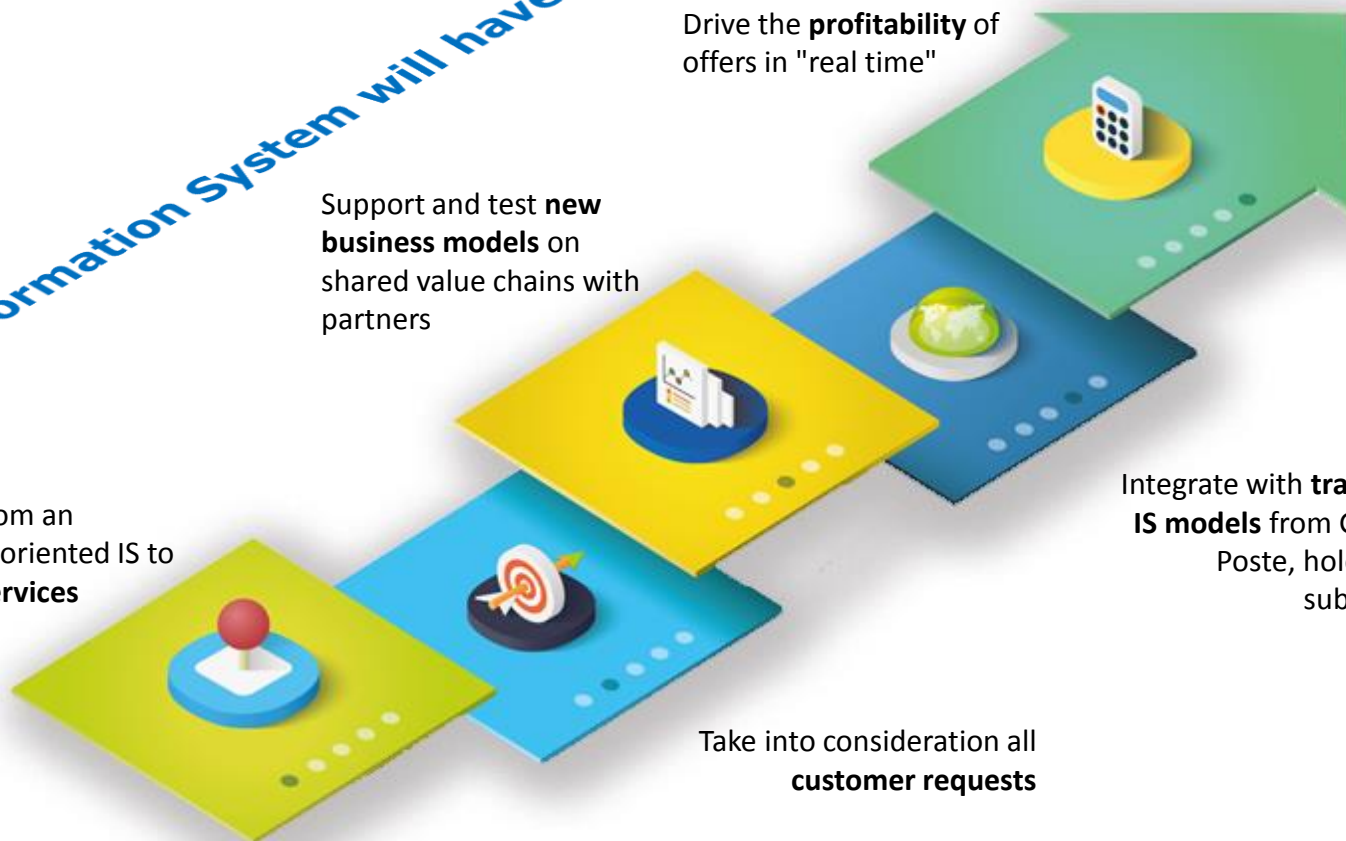 ormation System will have
Drive the profitability of
offers in "real time"
Support and test new
business models on
shared value chains with
partners
om an
oriented IS to
ervices
Integrate with tra
IS models from
Poste, hol
sub
Take into consideration all
customer requests